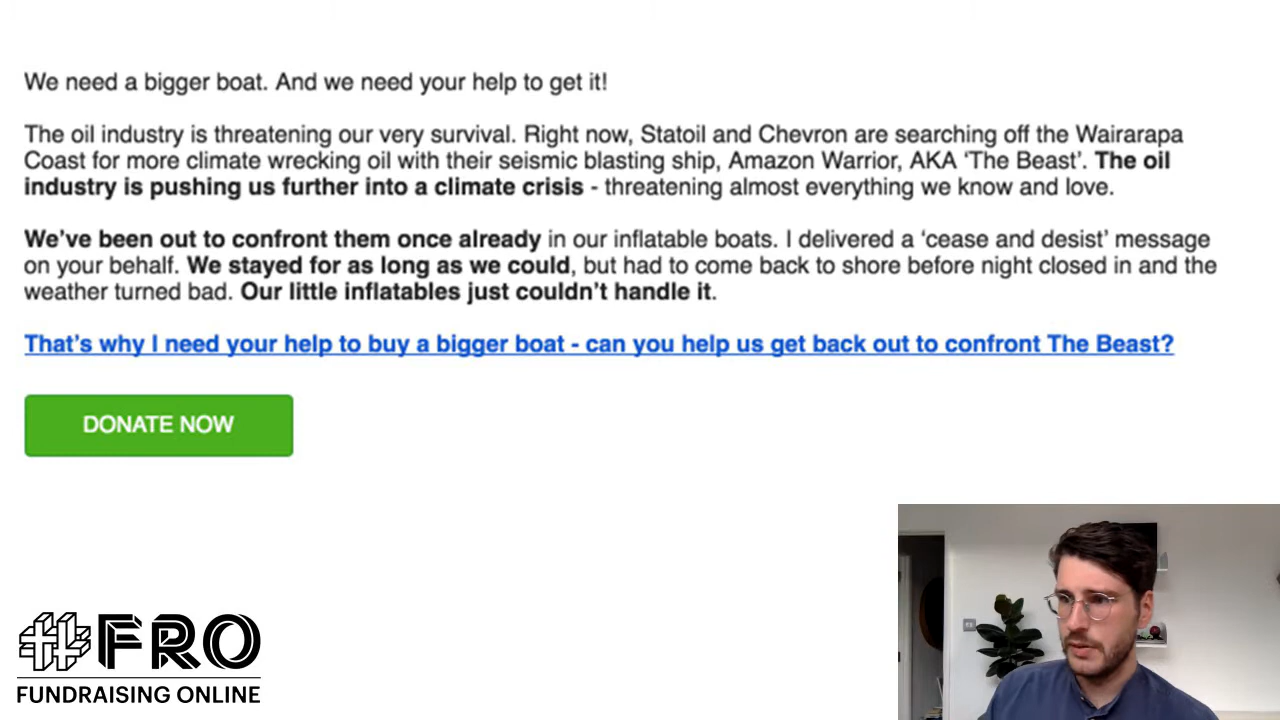 We need a bigger boat. And we need your help to get it!
The oil industry is threatening our very survival. Right now, Statoil and Chevron are searching off the Wairarapa
Coast for more climate wrecking oil with their seismic blasting ship, Amazon Warrior, AKA ‘The Beast’. The oil
industry is pushing us further into a climate crisis - threatening almost everything we know and love.
We’ve been out to confront them once already in our inflatable boats. I delivered a ‘cease and desist’ message
on your behalf. We stayed for as long as we could, but had to come back to shore before night closed in and the
weather turned bad. Our little inflatables just couldn’t handle it.
That’s why I need your help to buy a bigger boat - can you help us get back out to confront The Beast?
DONATE NOW
#FRO
FUNDRAISING ONLINE